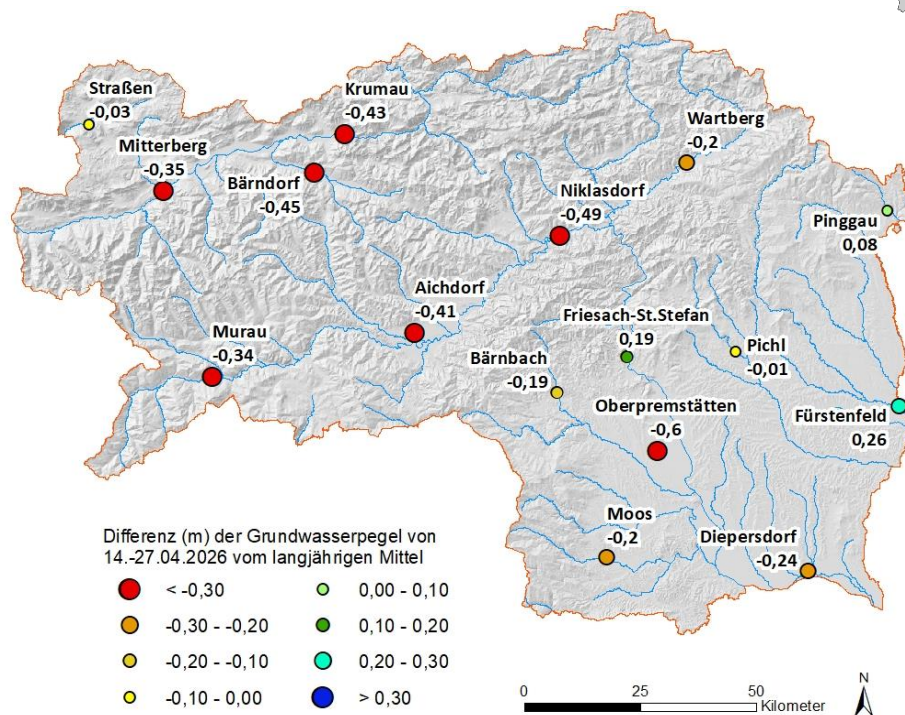 Straßen
-0,03
Krumau
-0,43
Mitterberg
-0,35
Bärndorf
-0,45
Wartberg
-0,2
Niklasdorf
-0,49
Pinggau
0,08
Aichdorf
-0,41
Murau
-0,34
Friesach-St.Stefan
0,19
Bärnbach
-0,19
Pichl
-0,01
Oberpremstätten
-0,6
Fürstenfeld
0,26
Moos
-0,2
Diepersdorf
-0,24
Differenz (m) der Grundwasserpegel von
14.-27.04.2026 vom langjährigen Mittel
< -0,30
-0,30 - -0,20
-0,20 - -0,10
-0,10 - 0,00
0,00 - 0,10
0,10 - 0,20
0,20 - 0,30
> 0,30
0 25 50
Kilometer
N